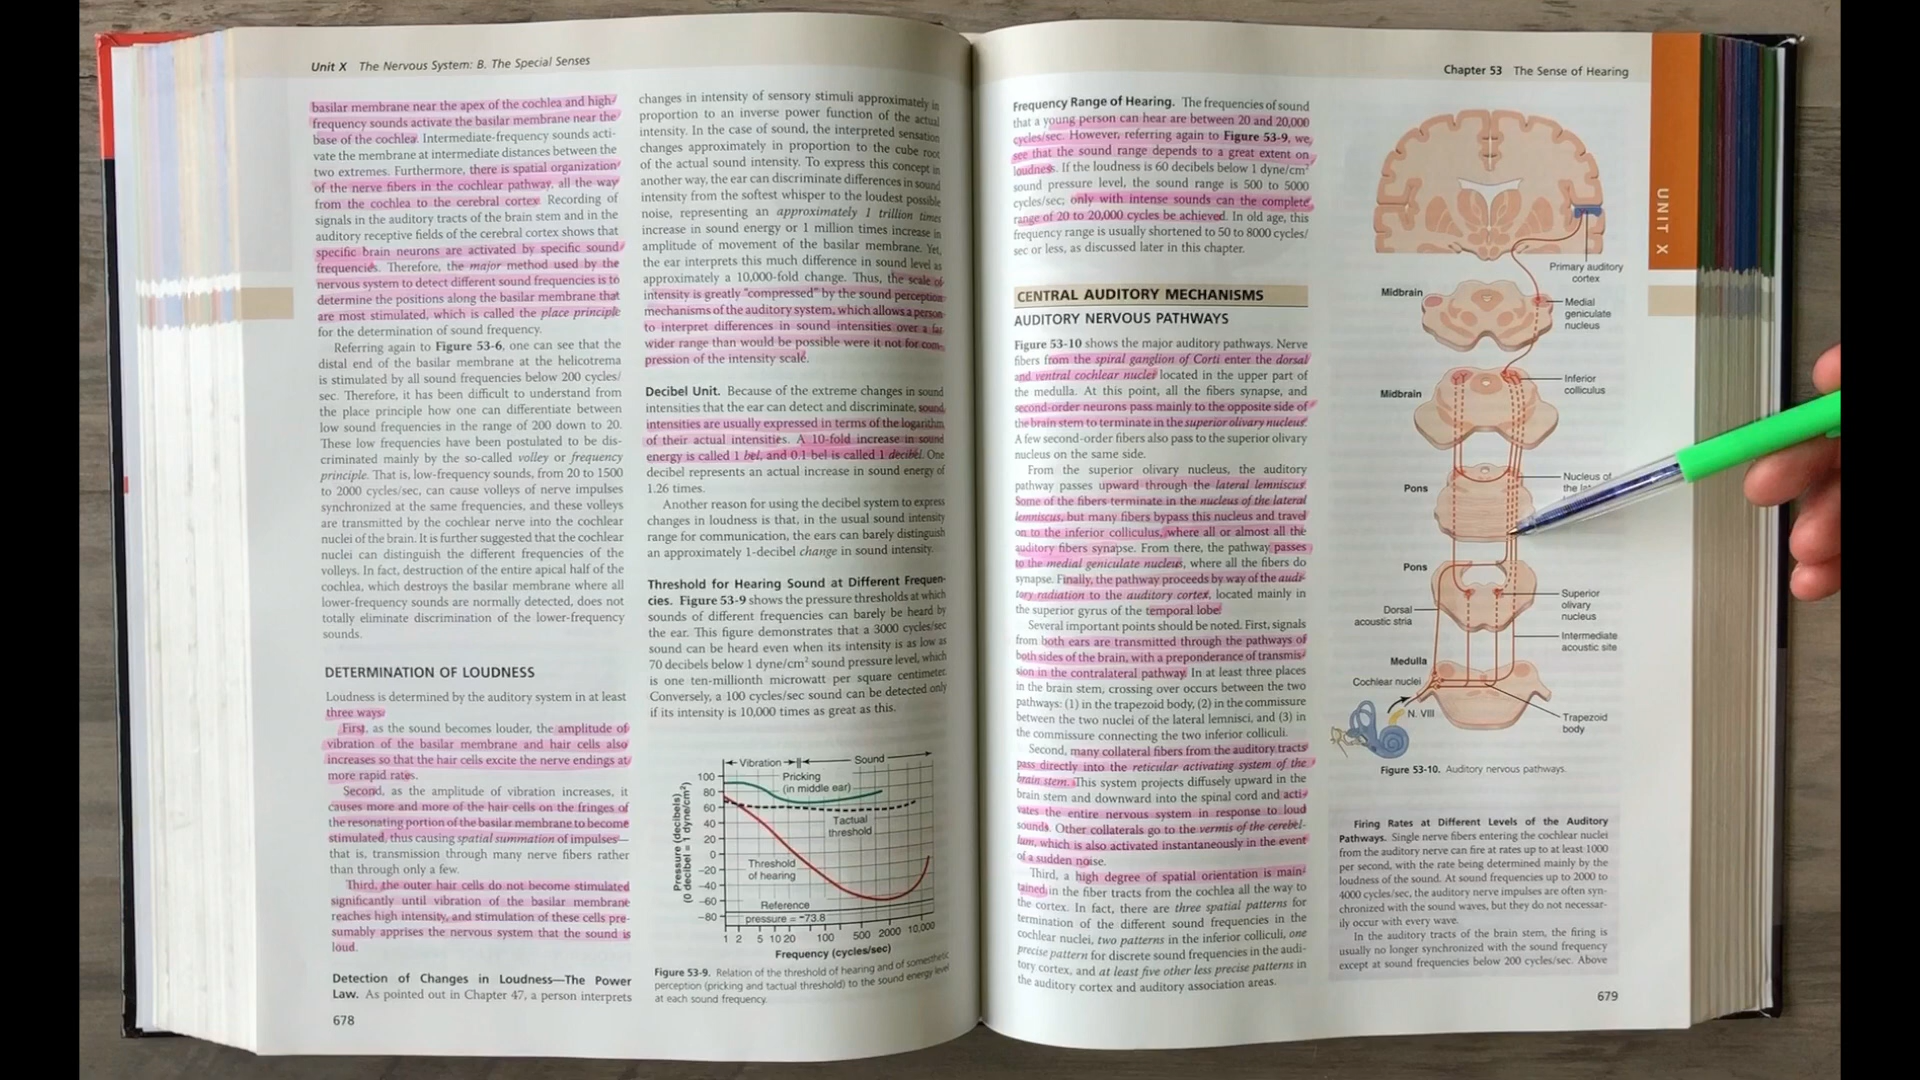 Unit X The Nervous System: B. The Special Senses
basilar membrane near the apex of the cochlea and high-
frequency sounds activate the basilar membrane near the
base of the cochlea. Intermediate-frequency sounds acti-
vate the membrane at intermediate distances between the
two extremes. Furthermore, there is spatial organization
of the nerve fibers in the cochlear pathway, all the way
from the cochlea to the cerebral cortex. Recording of
signals in the auditory tracts of the brain stem and in the
auditory receptive fields of the cerebral cortex shows that
specific brain neurons are activated by specific sound
frequencies. Therefore, the major method used by the
nervous system to detect different sound frequencies is to
determine the positions along the basilar membrane that
are most stimulated, which is called the place principle
for the determination of sound frequency.
Referring again to Figure 53-6, one can see that the
distal end of the basilar membrane at the helicotrema
is stimulated by all sound frequencies below 200 cycles/
sec. Therefore, it has been difficult to understand from
the place principle how one can differentiate between
low sound frequencies in the range of 200 down to 20.
These low frequencies have been postulated to be dis-
criminated mainly by the so-called volley or frequency
principle. That is, low-frequency sounds, from 20 to 1500
to 2000 cycles/sec, can cause volleys of nerve impulses
synchronized at the same frequencies, and these volleys
are transmitted by the cochlear nerve into the cochlear
nuclei of the brain. It is further suggested that the cochlear
nuclei can distinguish the different frequencies of the
volleys. In fact, destruction of the entire apical half of the
cochlea, which destroys the basilar membrane where all
lower-frequency sounds are normally detected, does not
totally eliminate discrimination of the lower-frequency
sounds.
DETERMINATION OF LOUDNESS
Loudness is determined by the auditory system in at least
three ways.
First, as the sound becomes louder, the amplitude of
vibration of the basilar membrane and hair cells also
increases so that the hair cells excite the nerve endings at
more rapid rates.
Second, as the amplitude of vibration increases, it
causes more and more of the hair cells on the fringes of
the resonating portion of the basilar membrane to become
stimulated, thus causing spatial summation of impulses—
that is, transmission through many nerve fibers rather
than through only a few.
Third, the outer hair cells do not become stimulated
significantly until vibration of the basilar membrane
reaches high intensity, and stimulation of these cells pre-
sumably apprises the nervous system that the sound is
loud.
Detection of Changes in Loudness—The Power
Law. As pointed out in Chapter 47, a person interprets
678
changes in intensity of sensory stimuli approximately in
proportion to an inverse power function of the actual
intensity. In the case of sound, the interpreted sensation
changes approximately in proportion to the cube root
of the actual sound intensity. To express this concept in
another way, the ear can discriminate differences in sound
intensity from the softest whisper to the loudest possible
noise, representing an approximately 1 trillion times
increase in sound energy or 1 million times increase in
amplitude of movement of the basilar membrane. Yet,
the ear interprets this much difference in sound level as
approximately a 10,000-fold change. Thus, the scale of
intensity is greatly "compressed" by the sound perception
mechanisms of the auditory system, which allows a person
to interpret differences in sound intensities over a far
wider range than would be possible were it not for com-
pression of the intensity scale.
Decibel Unit. Because of the extreme changes in sound
intensities that the ear can detect and discriminate, sound
intensities are usually expressed in terms of the logarithm
of their actual intensities. A 10-fold increase in sound
energy is called 1 bel, and 0.1 bel is called 1 decibel. One
decibel represents an actual increase in sound energy of
1.26 times.
Another reason for using the decibel system to express
changes in loudness is that, in the usual sound intensity
range for communication, the ears can barely distinguish
an approximately 1-decibel change in sound intensity.
Threshold for Hearing Sound at Different Frequen-
cies. Figure 53-9 shows the pressure thresholds at which
sounds of different frequencies can barely be heard by
the ear. This figure demonstrates that a 3000 cycles/sec
sound can be heard even when its intensity is as low as
70 decibels below 1 dyne/cm² sound pressure level, which
is one ten-millionth microwatt per square centimeter.
Conversely, a 100 cycles/sec sound can be detected only
if its intensity is 10,000 times as great as this.
Vibration Sound
Pricking
(in middle ear)
Tactual
threshold
Threshold
of hearing
Reference
pressure = –73.8
Pressure (decibels)
(0 decibel = 1 dyne/cm²)
100
80
60
40
20
0
–20
–40
–60
–80
1 2 5 10 20 100 500 2000 10,000
Frequency (cycles/sec)
Figure 53-9. Relation of the threshold of hearing and of somesthetic
perception (pricking and tactual threshold) to the sound energy level
at each sound frequency.
Chapter 53 The Sense of Hearing
UNIT X
Frequency Range of Hearing. The frequencies of sound
that a young person can hear are between 20 and 20,000
cycles/sec. However, referring again to Figure 53-9, we
see that the sound range depends to a great extent on
loudness. If the loudness is 60 decibels below 1 dyne/cm²
sound pressure level, the sound range is 500 to 5000
cycles/sec; only with intense sounds can the complete
range of 20 to 20,000 cycles be achieved. In old age, this
frequency range is usually shortened to 50 to 8000 cycles/
sec or less, as discussed later in this chapter.
CENTRAL AUDITORY MECHANISMS
AUDITORY NERVOUS PATHWAYS
Figure 53-10 shows the major auditory pathways. Nerve
fibers from the spiral ganglion of Corti enter the dorsal
and ventral cochlear nuclei located in the upper part of
the medulla. At this point, all the fibers synapse, and
second-order neurons pass mainly to the opposite side of
the brain stem to terminate in the superior olivary nucleus.
A few second-order fibers also pass to the superior olivary
nucleus on the same side.
From the superior olivary nucleus, the auditory
pathway passes upward through the lateral lemniscus.
Some of the fibers terminate in the nucleus of the lateral
lemniscus, but many fibers bypass this nucleus and travel
on to the inferior colliculus, where all or almost all the
auditory fibers synapse. From there, the pathway passes
to the medial geniculate nucleus, where all the fibers do
synapse. Finally, the pathway proceeds by way of the audi-
tory radiation to the auditory cortex, located mainly in
the superior gyrus of the temporal lobe.
Several important points should be noted. First, signals
from both ears are transmitted through the pathways of
both sides of the brain, with a preponderance of transmis-
sion in the contralateral pathway. In at least three places
in the brain stem, crossing over occurs between the two
pathways: (1) in the trapezoid body, (2) in the commissure
between the two nuclei of the lateral lemnisci, and (3) in
the commissure connecting the two inferior colliculi.
Second, many collateral fibers from the auditory tracts
pass directly into the reticular activating system of the
brain stem. This system projects diffusely upward in the
brain stem and downward into the spinal cord and acti-
vates the entire nervous system in response to loud
sounds. Other collaterals go to the vermis of the cerebel-
lum, which is also activated instantaneously in the event
of a sudden noise.
Third, a high degree of spatial orientation is main-
tained in the fiber tracts from the cochlea all the way to
the cortex. In fact, there are three spatial patterns for
termination of the different sound frequencies in the
cochlear nuclei, two patterns in the inferior colliculi, one
precise pattern for discrete sound frequencies in the audi-
tory cortex, and at least five other less precise patterns in
the auditory cortex and auditory association areas.
Primary auditory
cortex
Midbrain
Medial
geniculate
nucleus
Midbrain
Inferior
colliculus
Pons
Nucleus of
the
Pons
Superior
olivary
nucleus
Dorsal
acoustic stria
Intermediate
acoustic site
Medulla
Cochlear nuclei
N. VIII
Trapezoid
body
Figure 53-10. Auditory nervous pathways.
Firing Rates at Different Levels of the Auditory
Pathways. Single nerve fibers entering the cochlear nuclei
from the auditory nerve can fire at rates up to at least 1000
per second, with the rate being determined mainly by the
loudness of the sound. At sound frequencies up to 2000 to
4000 cycles/sec, the auditory nerve impulses are often syn-
chronized with the sound waves, but they do not necessar-
ily occur with every wave.
In the auditory tracts of the brain stem, the firing is
usually no longer synchronized with the sound frequency
except at sound frequencies below 200 cycles/sec. Above
679